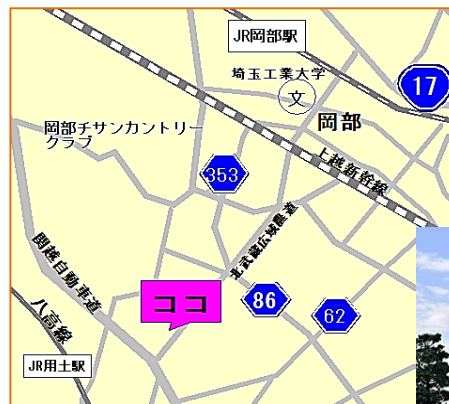 JR岡部駅
埼玉工業大学
文
17
岡部
岡部チサンカントリー
クラブ
上越新幹線
353
北武蔵広域農道
関越自動車道
ココ
86
62
八高線
JR用土駅